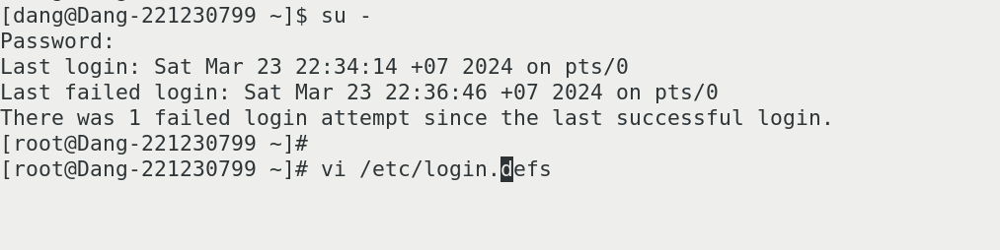 [dang@Dang-221230799 ~]$ su -
Password:
Last login: Sat Mar 23 22:34:14 +07 2024 on pts/0
Last failed login: Sat Mar 23 22:36:46 +07 2024 on pts/0
There was 1 failed login attempt since the last successful login.
[root@Dang-221230799 ~]#
[root@Dang-221230799 ~]# vi /etc/login.defs